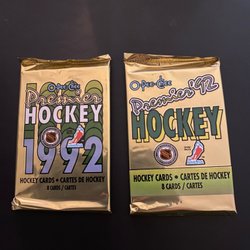 O-Pee-Chee
Premier
HOCKEY
1992
HOCKEY CARDS • CARTES DE HOCKEY
8 CARDS / CARTES
O-Pee-Chee
Premier '92
HOCKEY
HOCKEY CARDS • CARTES DE HOCKEY
8 CARDS / CARTES